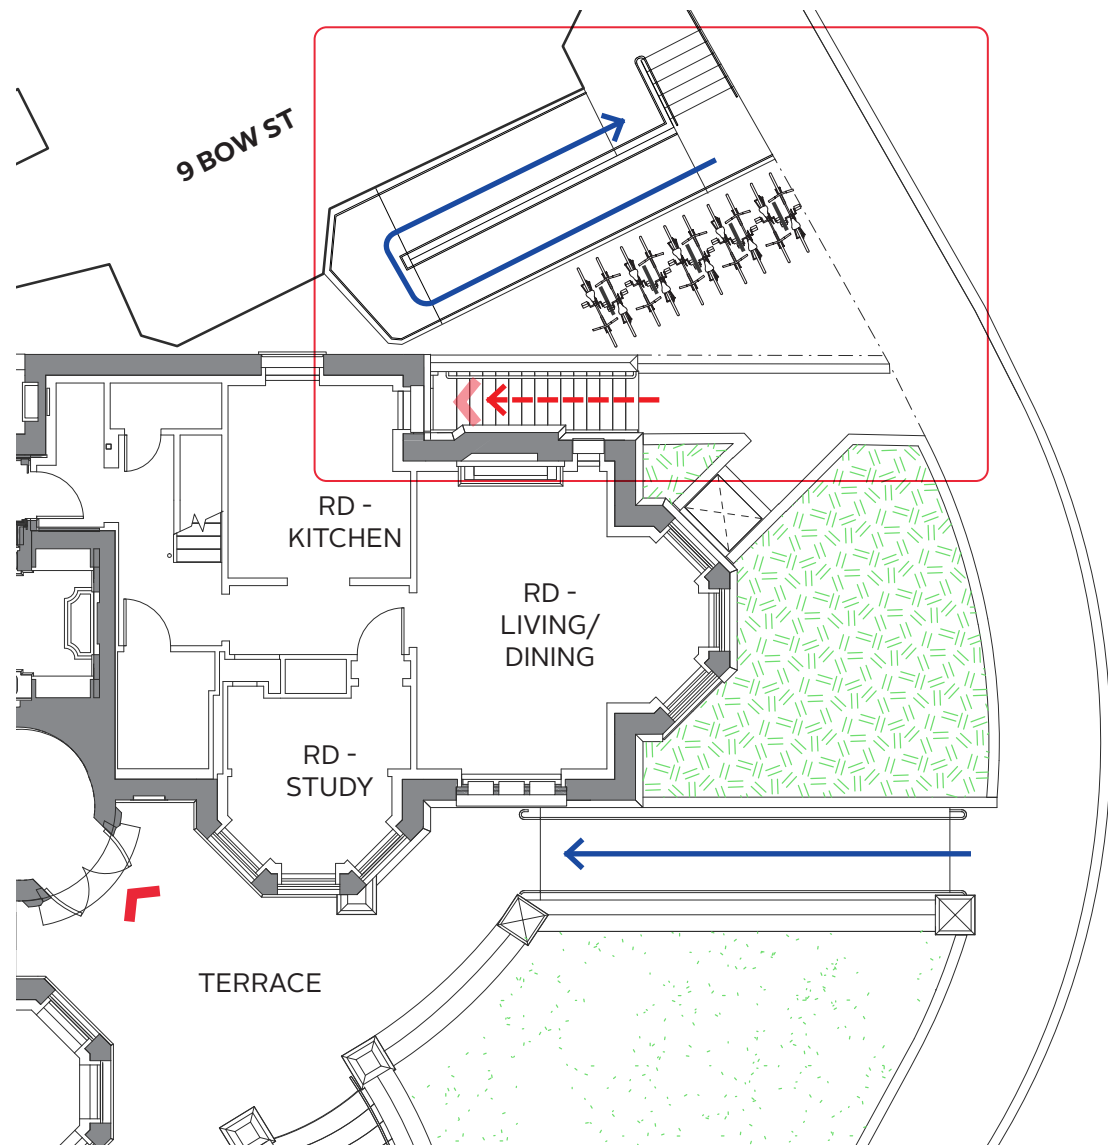 9 BOW ST
RD -
KITCHEN
RD -
LIVING/
DINING
RD -
STUDY
TERRACE